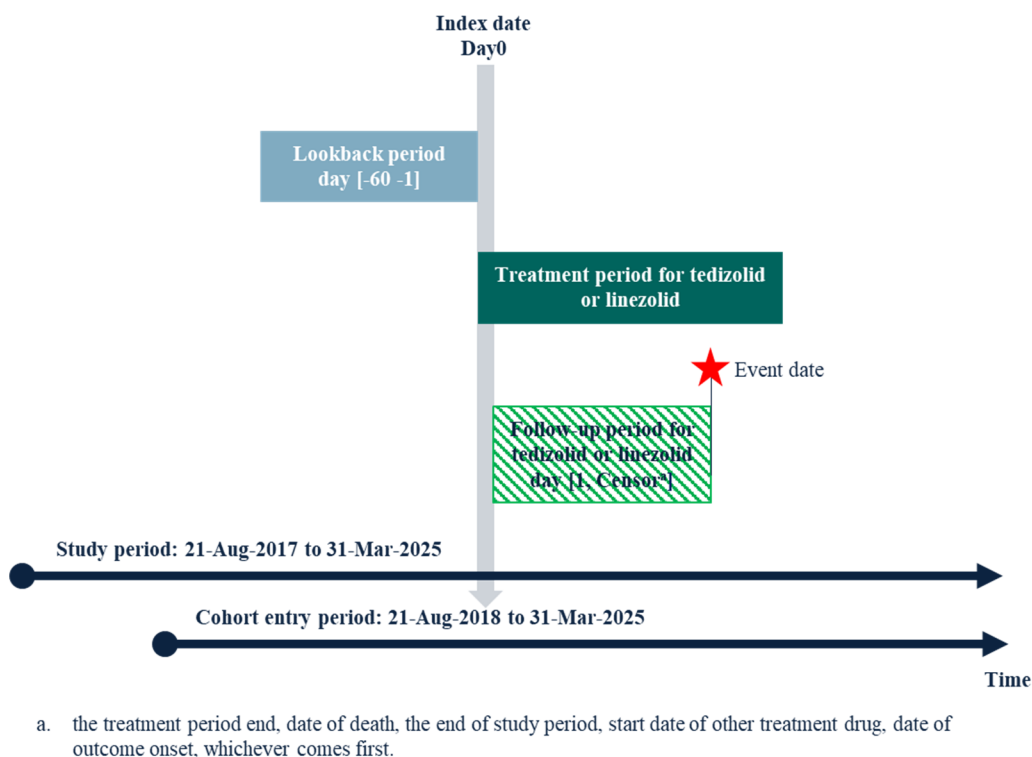 Index date
Day0
Lookback period
day [-60 -1]
Treatment period for tedizolid
or linezolid
Event date
Follow-up period for
tedizolid or linezolid
day [1, Censorᵃ]
Study period: 21-Aug-2017 to 31-Mar-2025
Cohort entry period: 21-Aug-2018 to 31-Mar-2025
Time
a. the treatment period end, date of death, the end of study period, start date of other treatment drug, date of
outcome onset, whichever comes first.